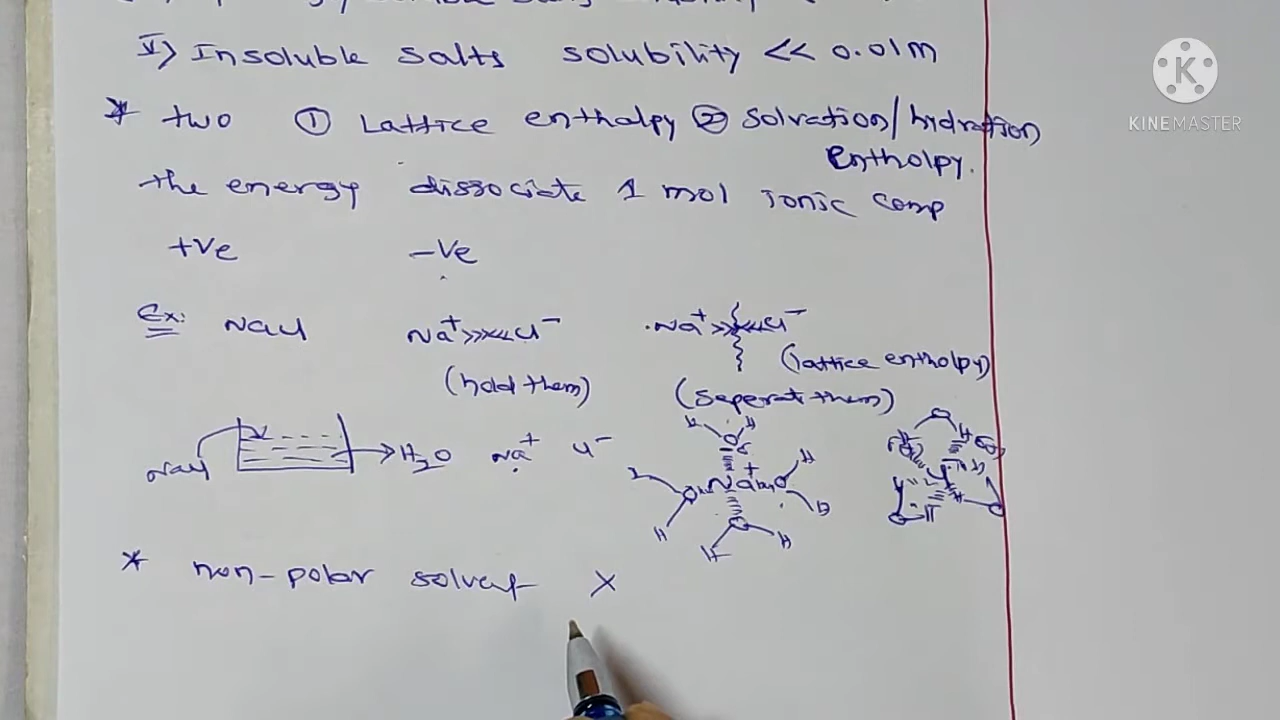 V) Insoluble salts solubility << 0.01M
* two ① Lattice enthalpy ② solvation/hydration
enthalpy.
the energy dissociate 1 mol ionic comp
+ve -ve
Ex: NaCl Na⁺ »»×«« Cl⁻ Na⁺ »»««Cl⁻
(lattice enthalpy)
(hold them) (seperate them)
NaCl H₂O Na⁺ Cl⁻
H H O H H O Na⁺ O H H O H H
* non-polar solvent ×
KINEMASTER